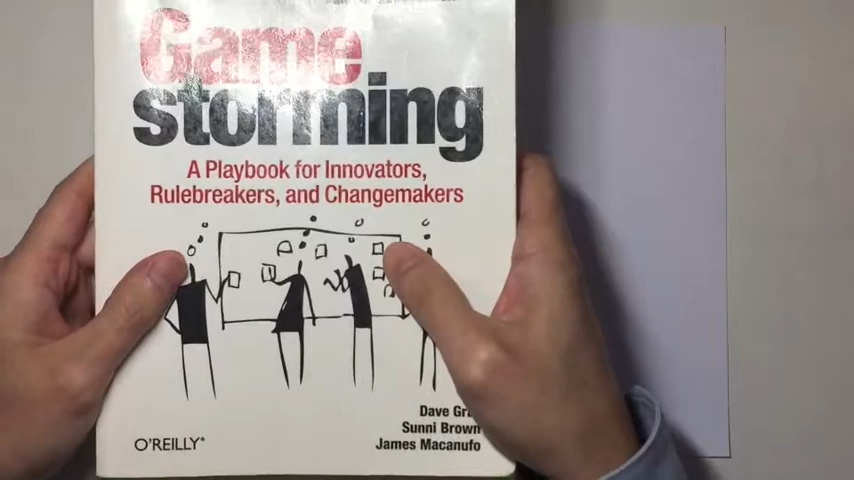 Game
storming
A Playbook for Innovators,
Rulebreakers, and Changemakers
Dave
Sunni Brown
O'REILLY®
James Macanufo